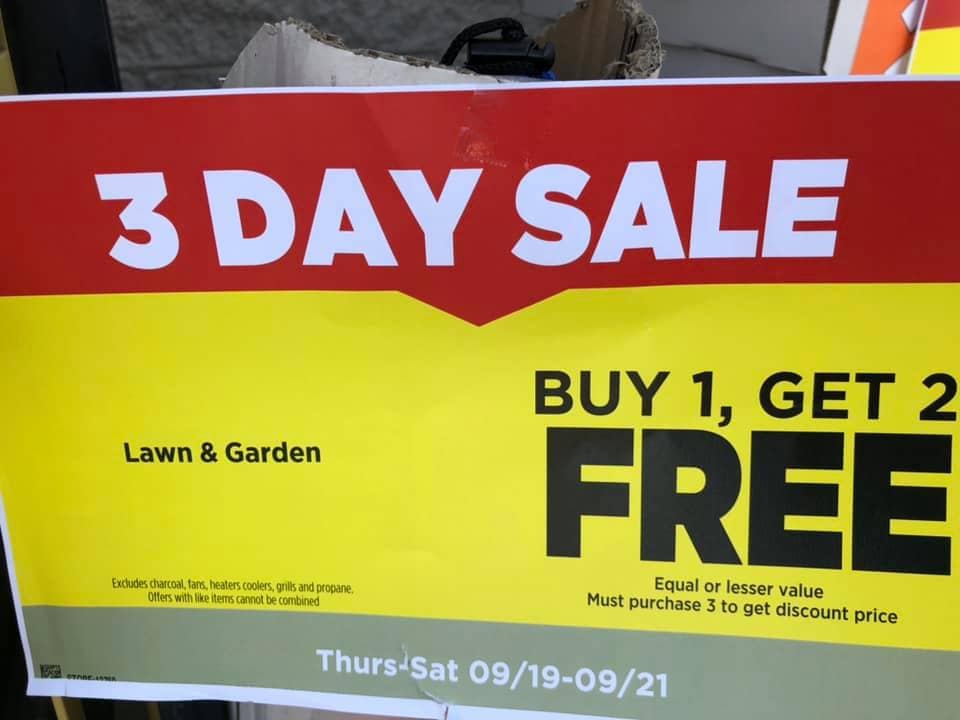 3 DAY SALE
BUY 1, GET 2
FREE
Lawn & Garden
Equal or lesser value
Must purchase 3 to get discount price
Excludes charcoal, fans, heaters coolers, grills and propane.
Offers with like items cannot be combined
Thurs-Sat 09/19-09/21